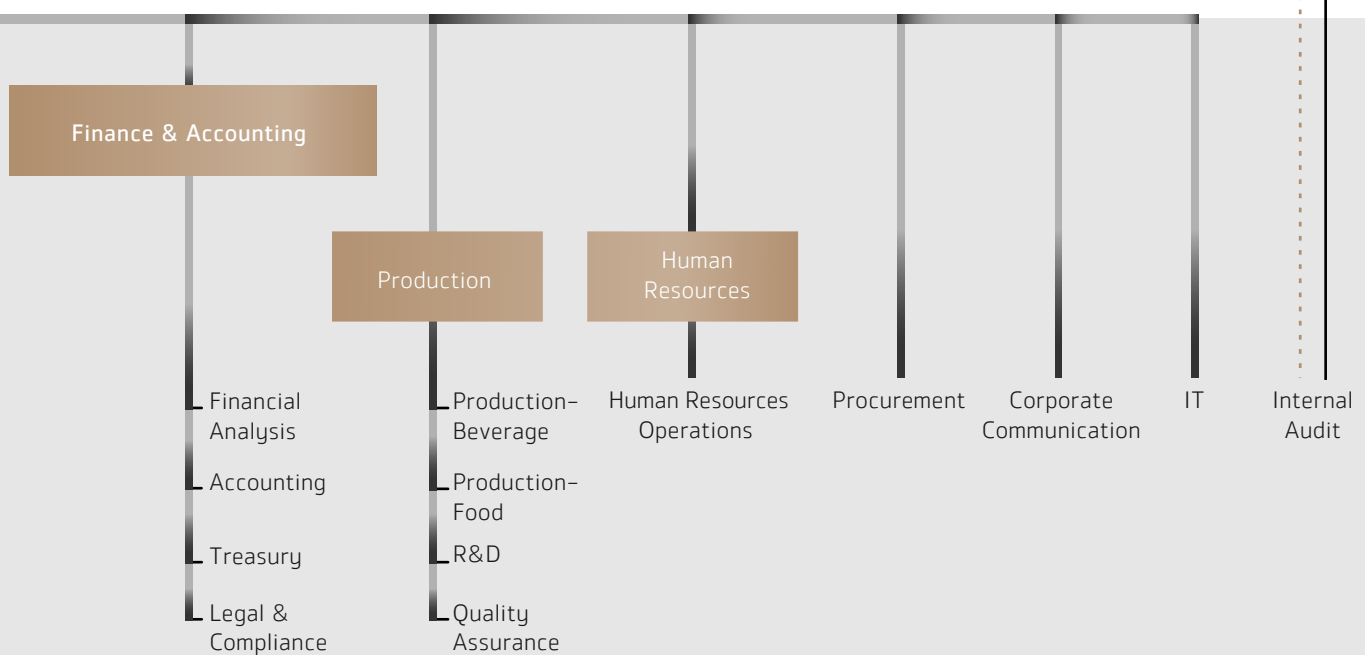 Finance & Accounting
Production
Human
Resources
Financial
Analysis
Accounting
Treasury
Legal &
Compliance
Production–
Beverage
Production–
Food
R&D
Quality
Assurance
Human Resources
Operations
Procurement
Corporate
Communication
IT
Internal
Audit